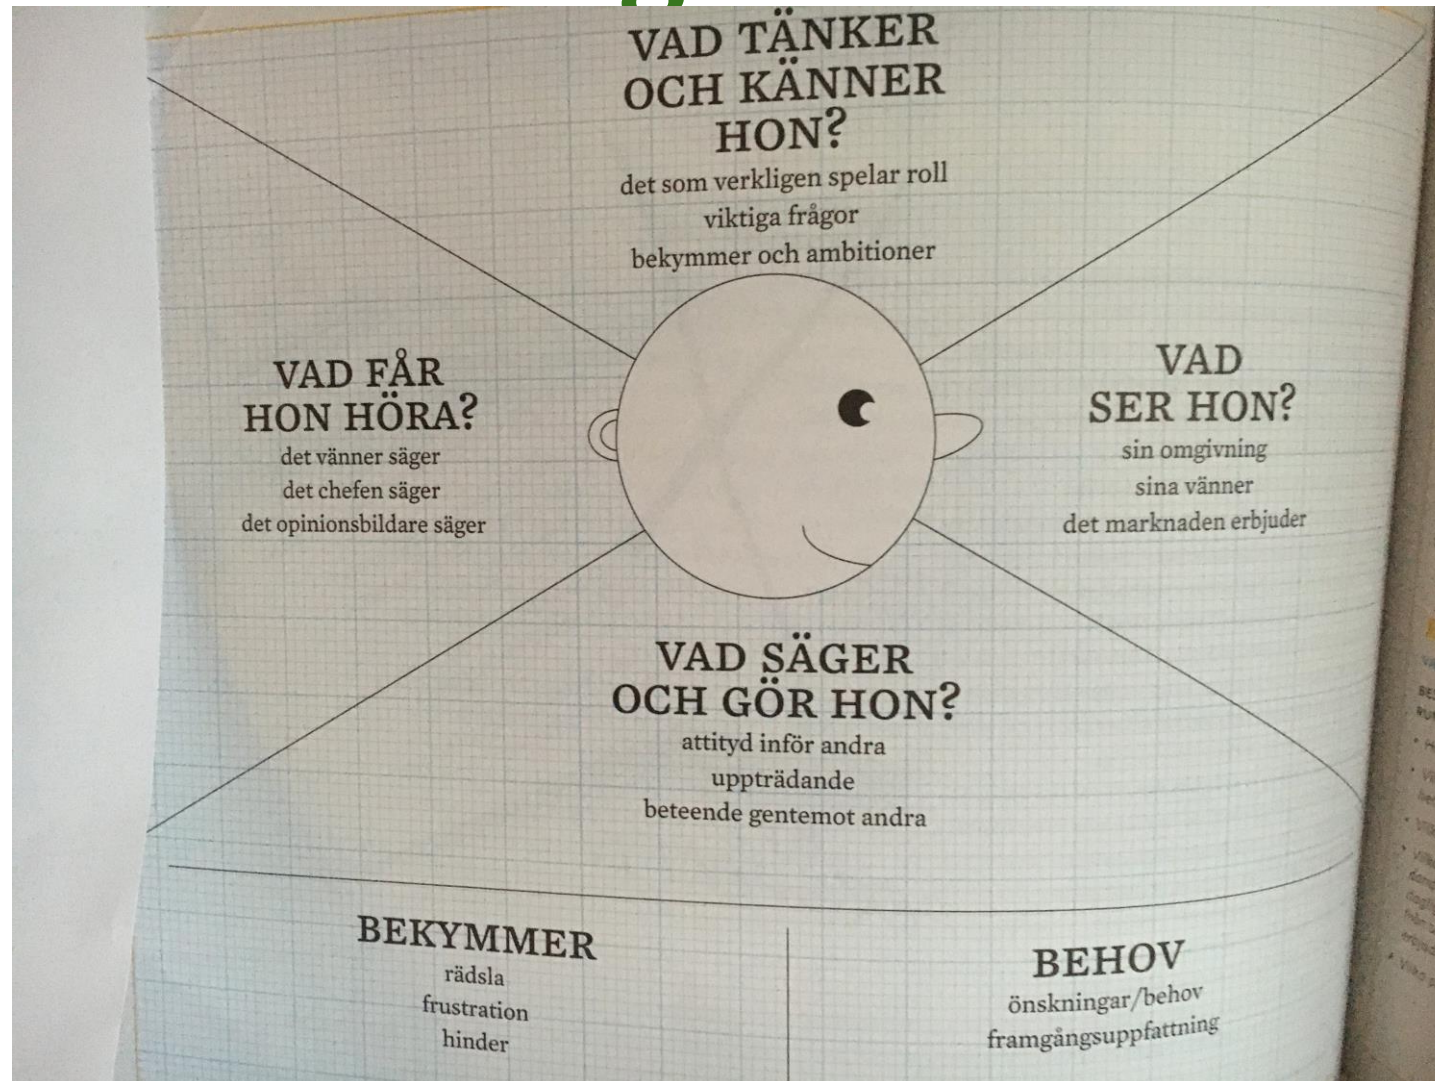 VAD TÄNKER
OCH KÄNNER
HON?
det som verkligen spelar roll
viktiga frågor
bekymmer och ambitioner
VAD FÅR
HON HÖRA?
det vänner säger
det chefen säger
det opinionsbildare säger
VAD
SER HON?
sin omgivning
sina vänner
det marknaden erbjuder
VAD SÄGER
OCH GÖR HON?
attityd inför andra
uppträdande
beteende gentemot andra
BEKYMMER
rädsla
frustration
hinder
BEHOV
önskningar/behov
framgångsuppfattning